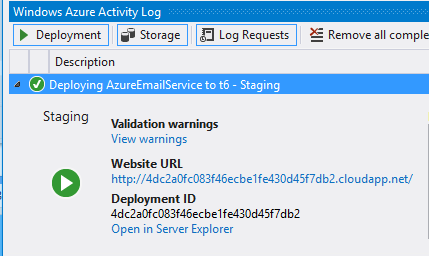 Windows Azure Activity Log
Deployment Storage Log Requests Remove all comple
Description
Deploying AzureEmailService to t6 - Staging
Staging
Validation warnings
View warnings
Website URL
http://4dc2a0fc083f46ecbe1fe430d45f7db2.cloudapp.net/
Deployment ID
4dc2a0fc083f46ecbe1fe430d45f7db2
Open in Server Explorer